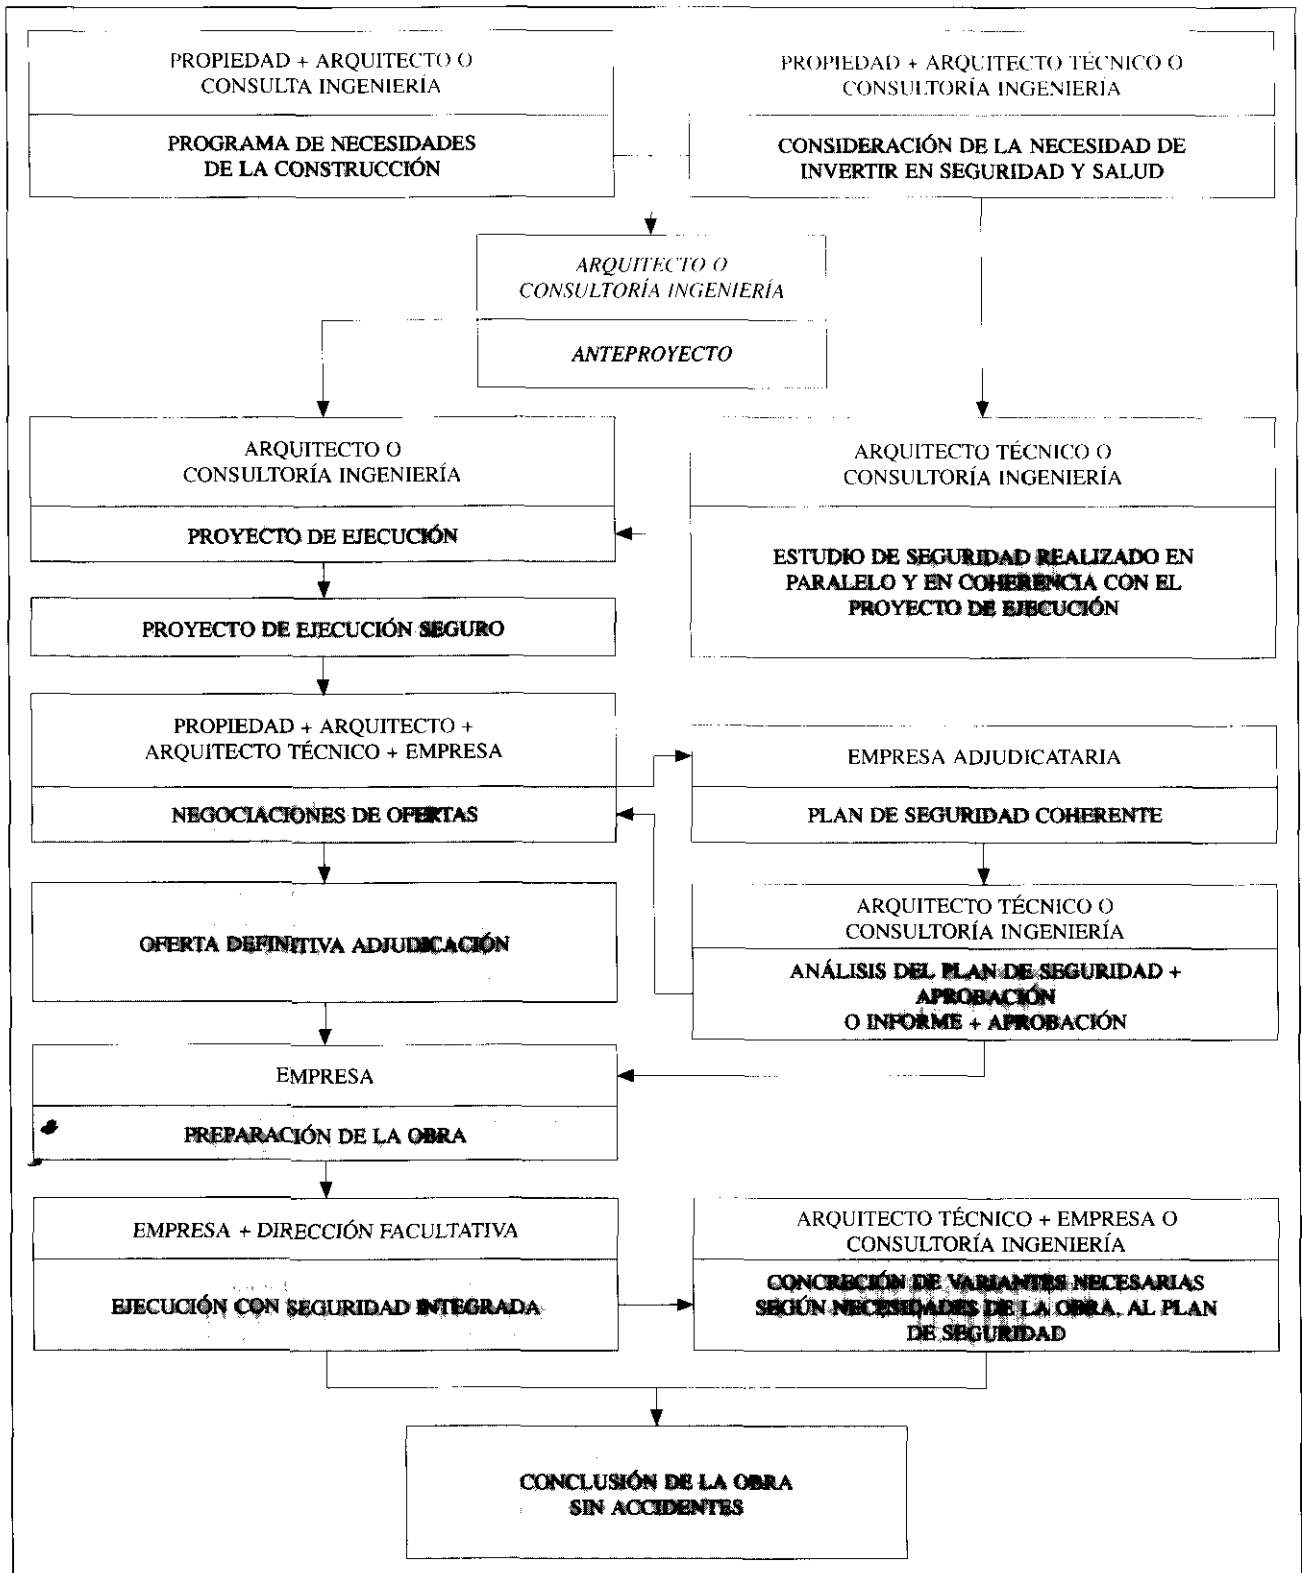 PROPIEDAD + ARQUITECTO O
CONSULTA INGENIERÍA
PROGRAMA DE NECESIDADES
DE LA CONSTRUCCIÓN
PROPIEDAD + ARQUITECTO TÉCNICO O
CONSULTORÍA INGENIERÍA
CONSIDERACIÓN DE LA NECESIDAD DE
INVERTIR EN SEGURIDAD Y SALUD
ARQUITECTO O
CONSULTORÍA INGENIERÍA
ANTEPROYECTO
ARQUITECTO O
CONSULTORÍA INGENIERÍA
PROYECTO DE EJECUCIÓN
ARQUITECTO TÉCNICO O
CONSULTORÍA INGENIERÍA
ESTUDIO DE SEGURIDAD REALIZADO EN
PARALELO Y EN COHERENCIA CON EL
PROYECTO DE EJECUCIÓN
PROYECTO DE EJECUCIÓN SEGURO
PROPIEDAD + ARQUITECTO +
ARQUITECTO TÉCNICO + EMPRESA
NEGOCIACIONES DE OFERTAS
EMPRESA ADJUDICATARIA
PLAN DE SEGURIDAD COHERENTE
OFERTA DEFINITIVA ADJUDICACIÓN
ARQUITECTO TÉCNICO O
CONSULTORÍA INGENIERÍA
ANÁLISIS DEL PLAN DE SEGURIDAD +
APROBACIÓN
O INFORME + APROBACIÓN
EMPRESA
PREPARACIÓN DE LA OBRA
EMPRESA + DIRECCIÓN FACULTATIVA
EJECUCIÓN CON SEGURIDAD INTEGRADA
ARQUITECTO TÉCNICO + EMPRESA O
CONSULTORÍA INGENIERÍA
CONCRECIÓN DE VARIANTES NECESARIAS
SEGÚN NECESIDADES DE LA OBRA, AL PLAN
DE SEGURIDAD
CONCLUSIÓN DE LA OBRA
SIN ACCIDENTES